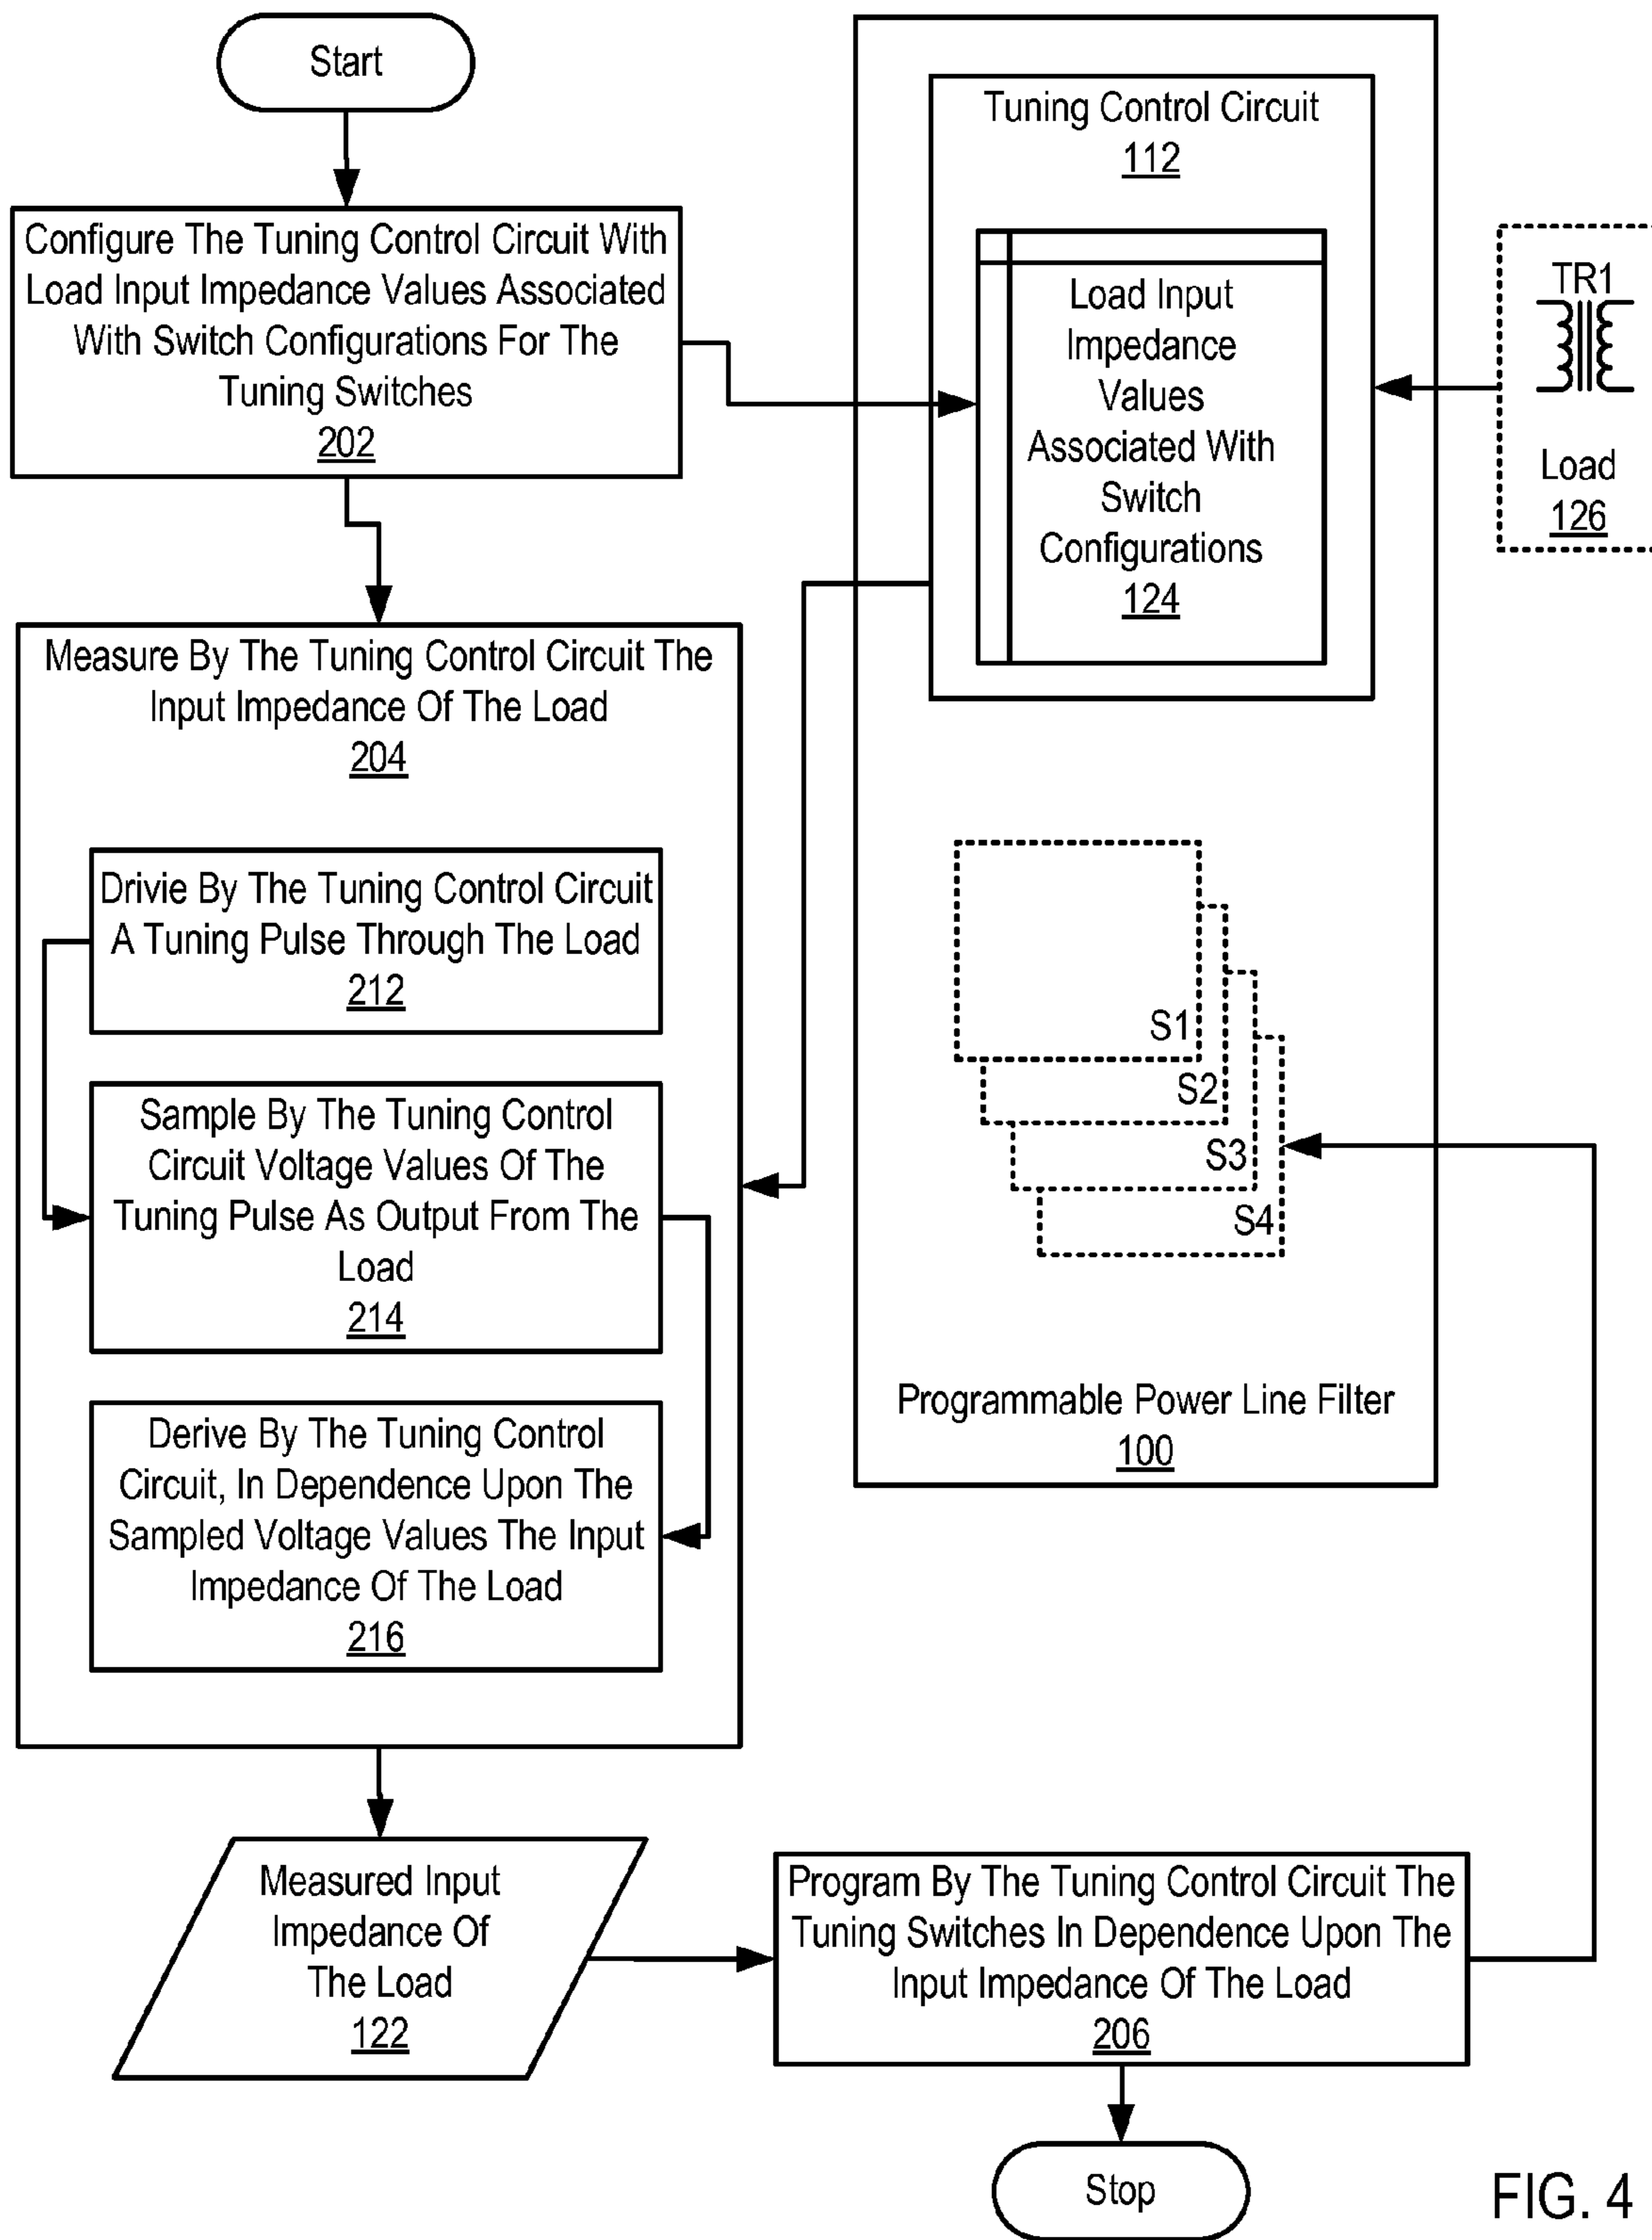 Start
Configure The Tuning Control Circuit With
Load Input Impedance Values Associated
With Switch Configurations For The
Tuning Switches
202
Measure By The Tuning Control Circuit The
Input Impedance Of The Load
204
Drivie By The Tuning Control Circuit
A Tuning Pulse Through The Load
212
Sample By The Tuning Control
Circuit Voltage Values Of The
Tuning Pulse As Output From The
Load
214
Derive By The Tuning Control
Circuit, In Dependence Upon The
Sampled Voltage Values The Input
Impedance Of The Load
216
Measured Input
Impedance Of
The Load
122
Tuning Control Circuit
112
Load Input
Impedance
Values
Associated With
Switch
Configurations
124
TR1
Load
126
S1
S2
S3
S4
Programmable Power Line Filter
100
Program By The Tuning Control Circuit The
Tuning Switches In Dependence Upon The
Input Impedance Of The Load
206
Stop
FIG. 4